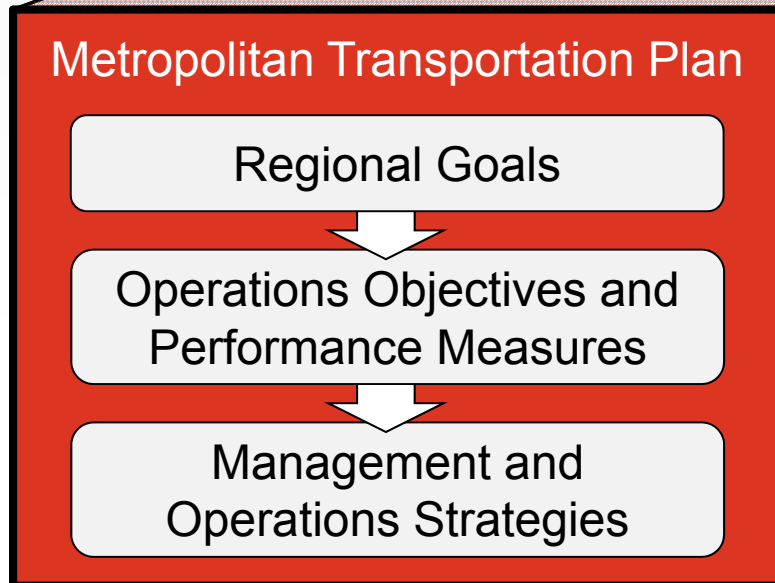 Metropolitan Transportation Plan
Regional Goals
Operations Objectives and
Performance Measures
Management and
Operations Strategies